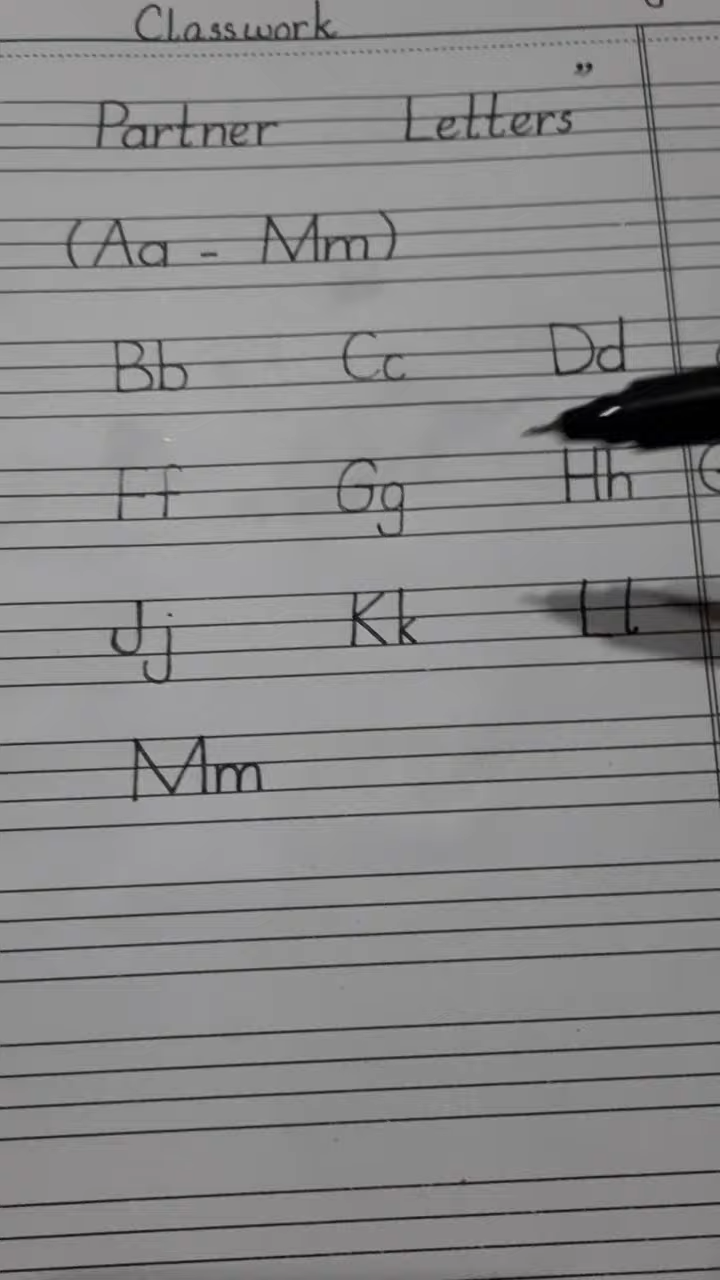 Classwork
Partner Letters”
(Aa - Mm)
Bb Cc Dd
Ff Gg Hh
Jj Kk Ll
Mm